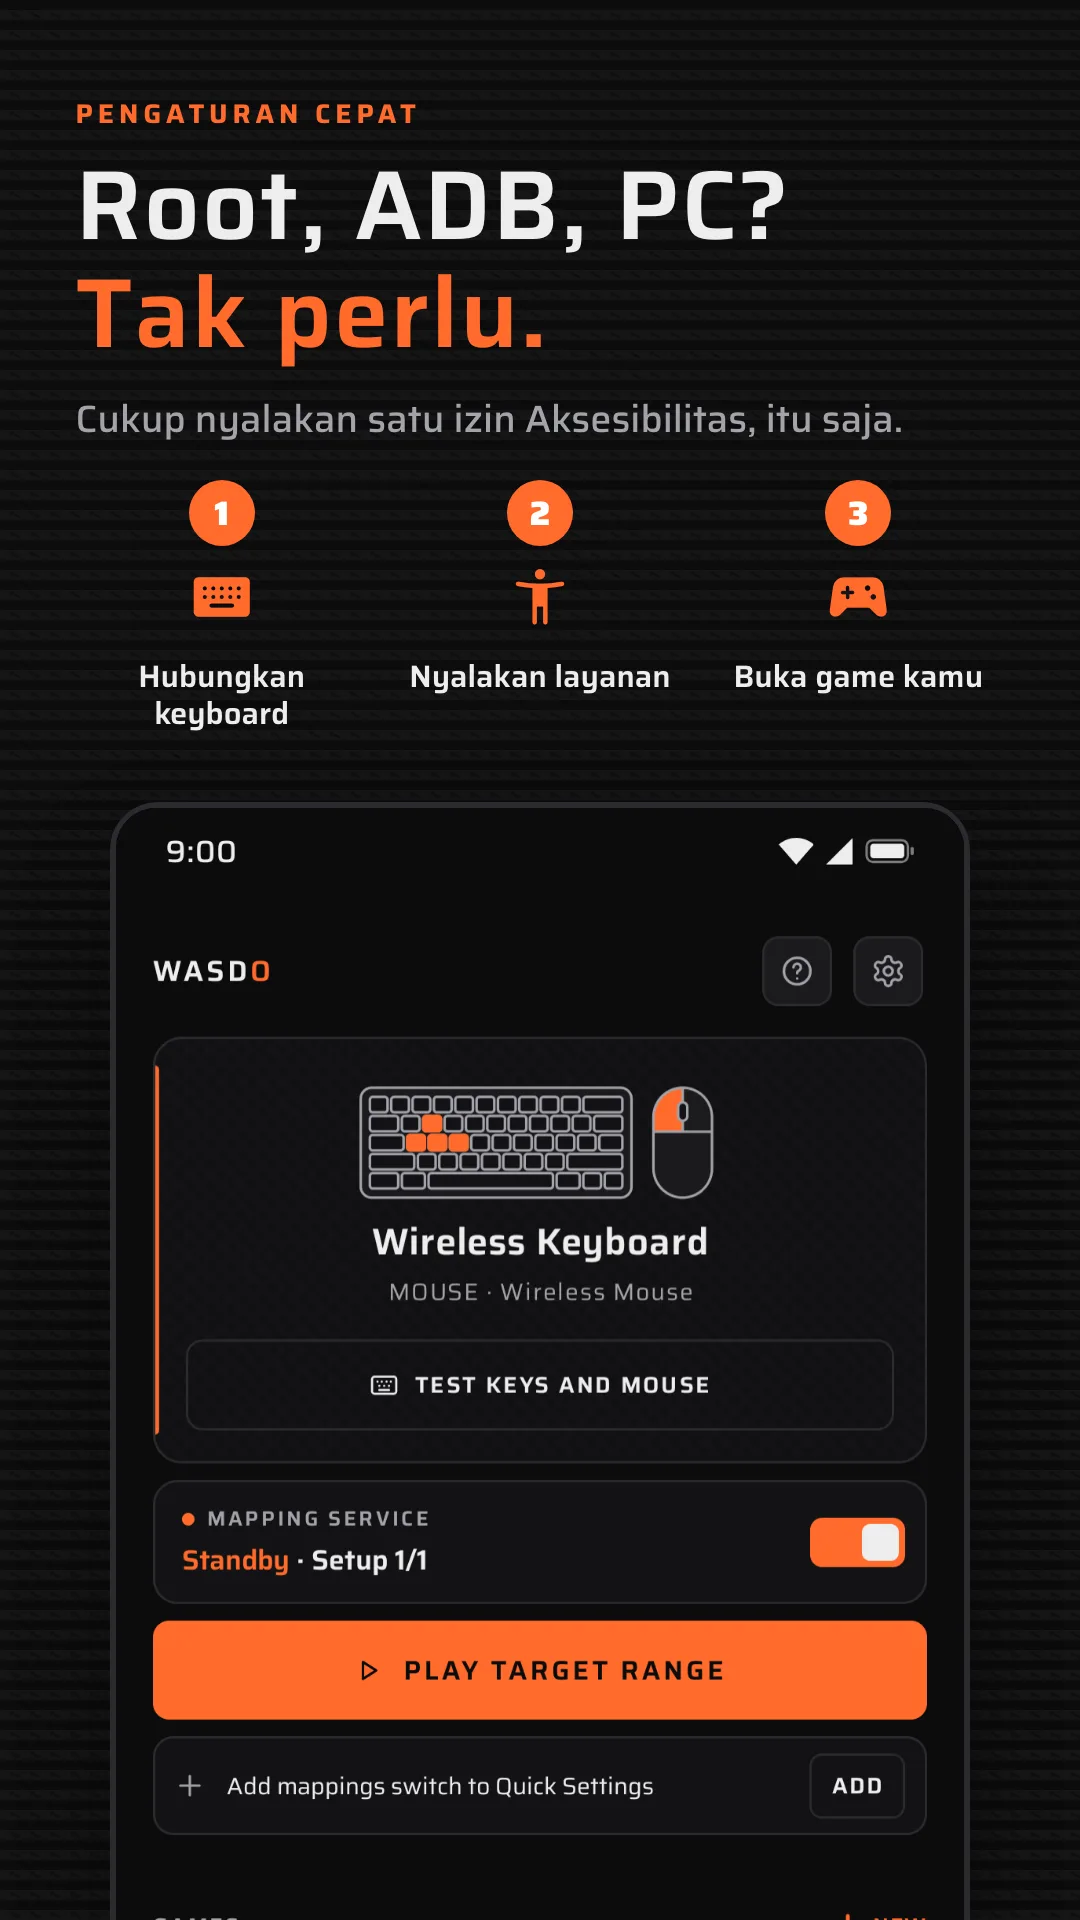 PENGATURAN CEPAT
Root, ADB, PC?
Tak perlu.
Cukup nyalakan satu izin Aksesibilitas, itu saja.
1
2
3
Hubungkan
keyboard
Nyalakan layanan
Buka game kamu
9:00
WASDO
Wireless Keyboard
MOUSE · Wireless Mouse
TEST KEYS AND MOUSE
MAPPING SERVICE
Standby · Setup 1/1
PLAY TARGET RANGE
Add mappings switch to Quick Settings
ADD